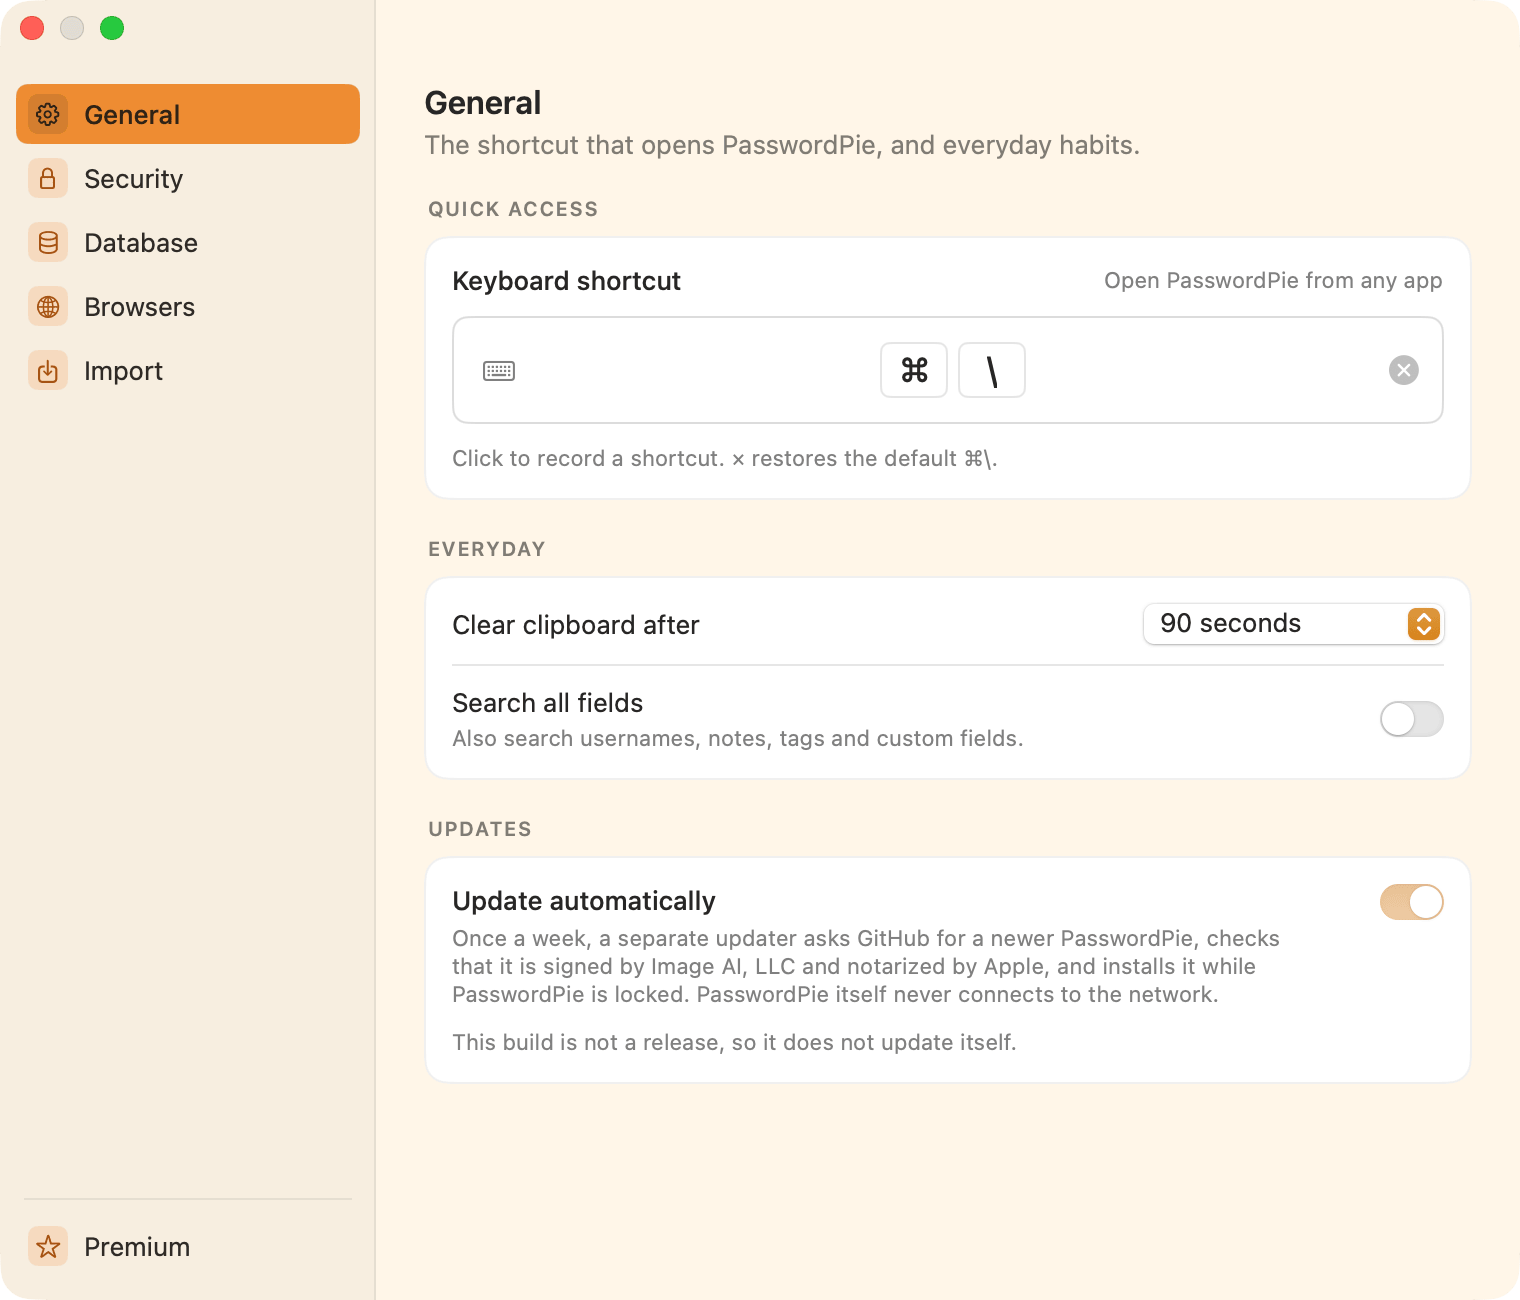 General
Security
Database
Browsers
Import
Premium
General
The shortcut that opens PasswordPie, and everyday habits.
QUICK ACCESS
Keyboard shortcut
Open PasswordPie from any app
⌘ \
Click to record a shortcut. × restores the default ⌘\.
EVERYDAY
Clear clipboard after
90 seconds
Search all fields
Also search usernames, notes, tags and custom fields.
UPDATES
Update automatically
Once a week, a separate updater asks GitHub for a newer PasswordPie, checks
that it is signed by Image AI, LLC and notarized by Apple, and installs it while
PasswordPie is locked. PasswordPie itself never connects to the network.
This build is not a release, so it does not update itself.